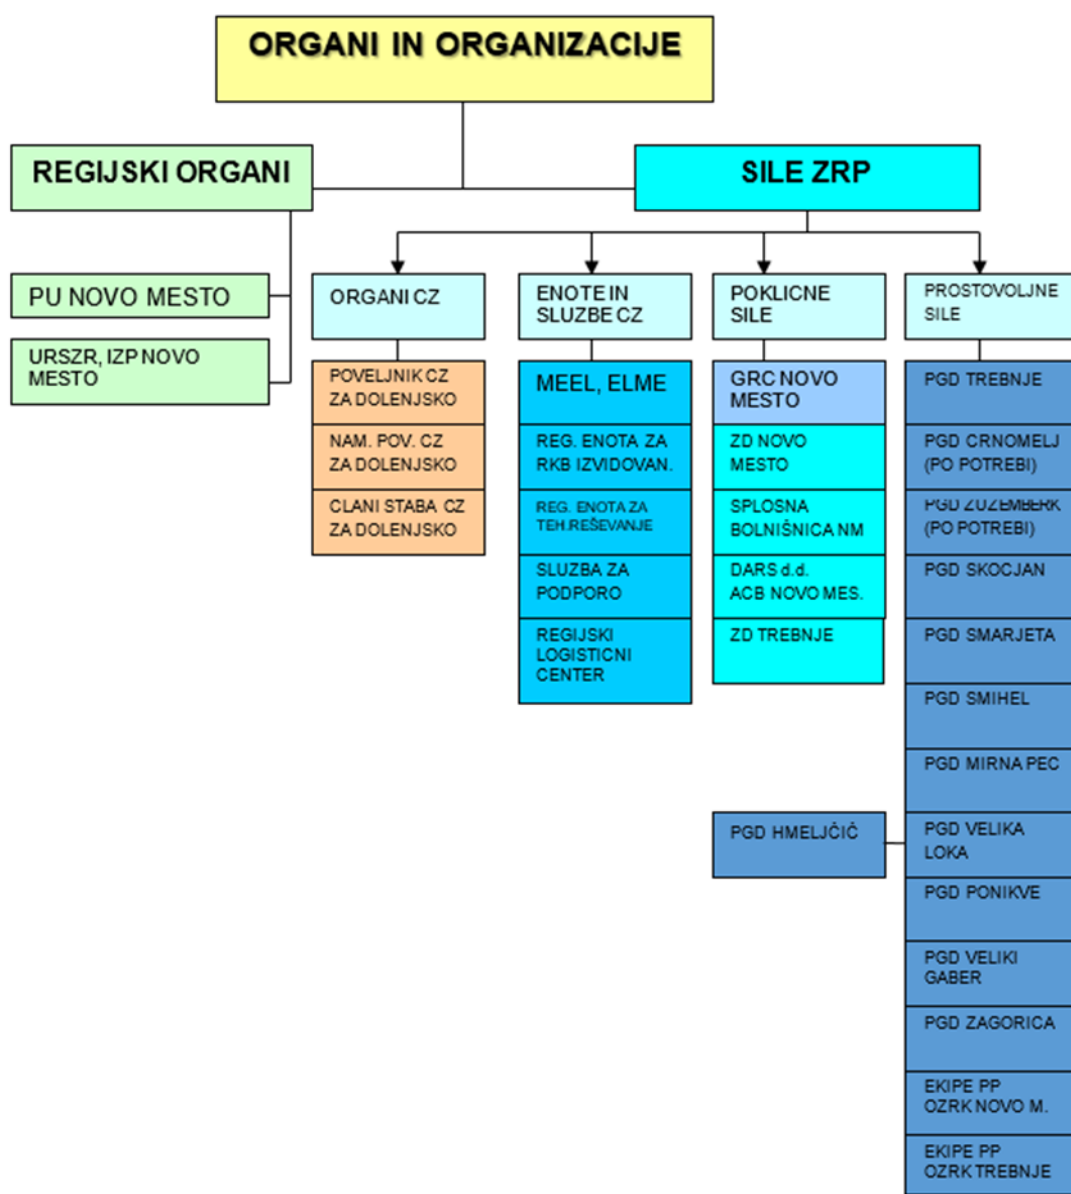 ORGANI IN ORGANIZACIJE
REGIJSKI ORGANI
PU NOVO MESTO
URSZR, IZP NOVO
MESTO
SILE ZRP
ORGANI CZ
POVELJNIK CZ
ZA DOLENJSKO
NAM. POV. CZ
ZA DOLENJSKO
CLANI STABA CZ
ZA DOLENJSKO
ENOTE IN
SLUZBE CZ
MEEL, ELME
REG. ENOTA ZA
RKB IZVIDOVAN.
REG. ENOTA ZA
TEH.REŠEVANJE
SLUZBA ZA
PODPORO
REGIJSKI
LOGISTICNI
CENTER
POKLICNE
SILE
GRC NOVO
MESTO
ZD NOVO
MESTO
SPLOSNA
BOLNIŠNICA NM
DARS d.d.
ACB NOVO MES.
ZD TREBNJE
PROSTOVOLJNE
SILE
PGD TREBNJE
PGD CRNOMELJ
(PO POTREBI)
PGD ZUZEMBERK
(PO POTREBI)
PGD SKOCJAN
PGD SMARJETA
PGD SMIHEL
PGD MIRNA PEC
PGD HMELJČIČ
PGD VELIKA
LOKA
PGD PONIKVE
PGD VELIKI
GABER
PGD ZAGORICA
EKIPE PP
OZRK NOVO M.
EKIPE PP
OZRK TREBNJE